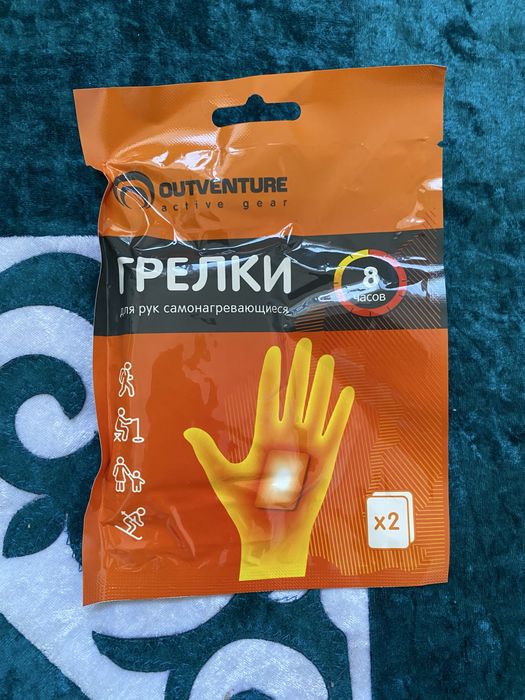 OUTVENTURE
active gear
ГРЕЛКИ
для рук самонагревающиеся
8
часов
x2